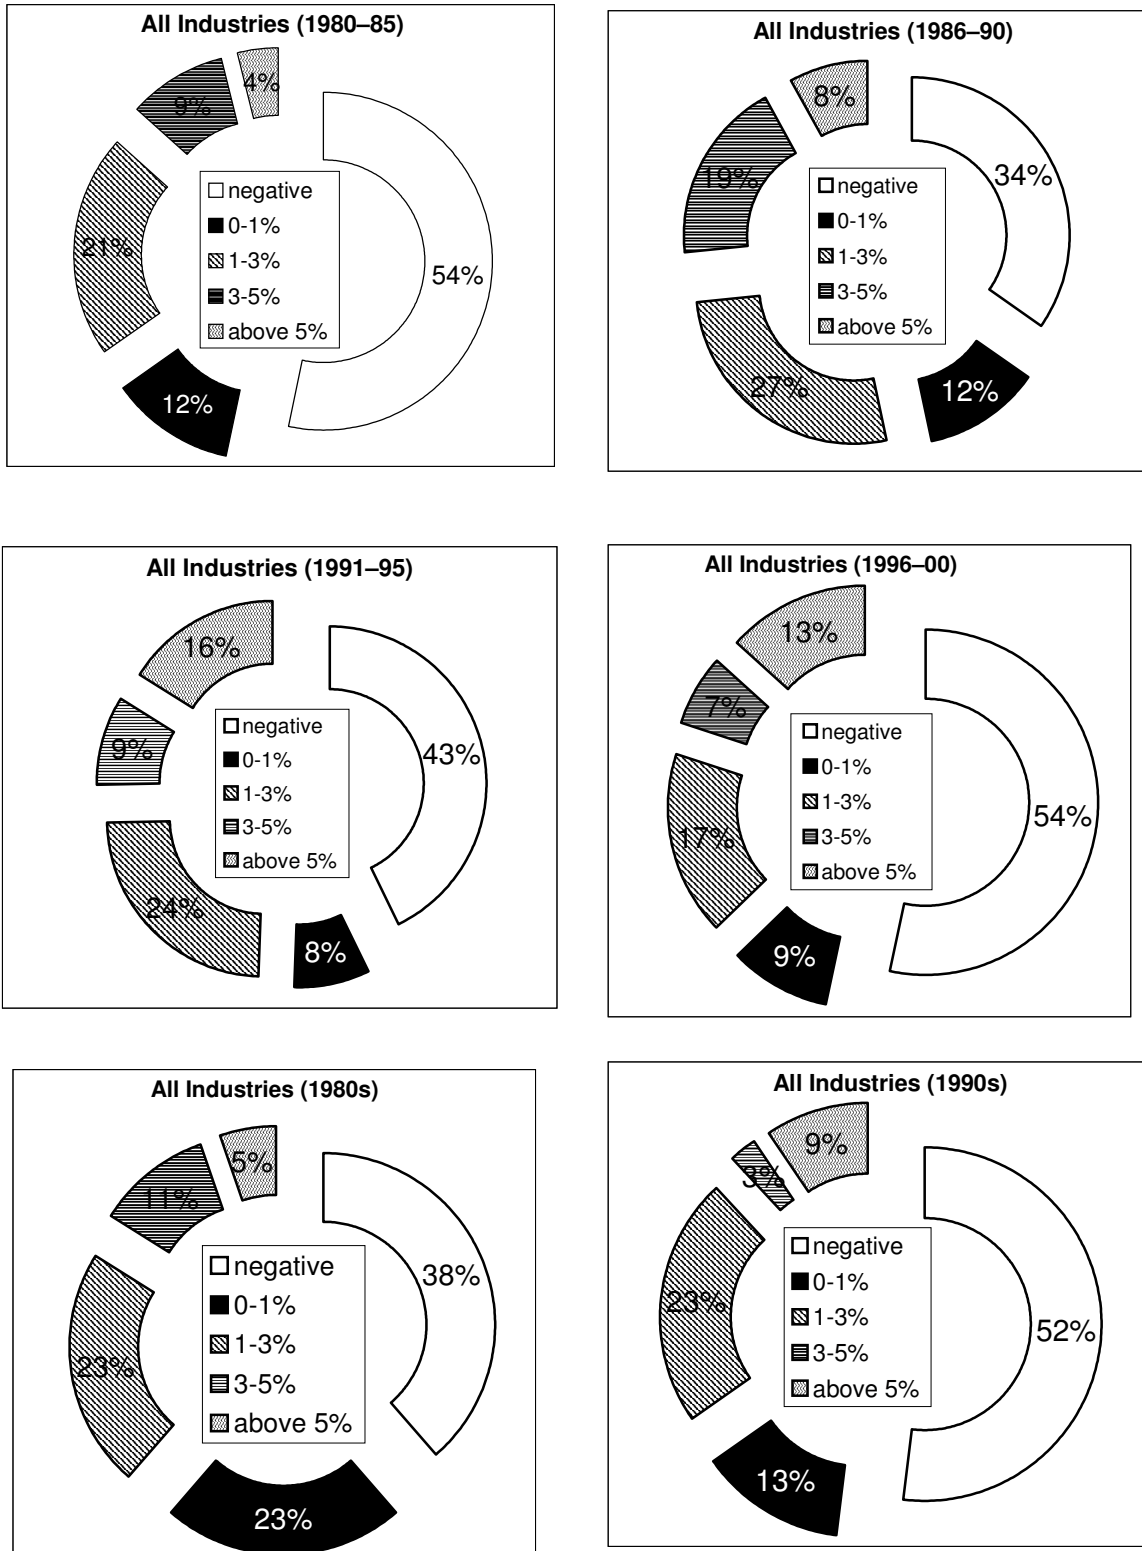 All Industries (1980–85)
4%
9%
21%
54%
12%
negative
0-1%
1-3%
3-5%
above 5%
All Industries (1986–90)
8%
19%
34%
27%
12%
negative
0-1%
1-3%
3-5%
above 5%
All Industries (1991–95)
16%
9%
43%
24%
8%
negative
0-1%
1-3%
3-5%
above 5%
All Industries (1996–00)
13%
7%
17%
54%
9%
negative
0-1%
1-3%
3-5%
above 5%
All Industries (1980s)
5%
11%
38%
23%
23%
negative
0-1%
1-3%
3-5%
above 5%
All Industries (1990s)
9%
3%
23%
52%
13%
negative
0-1%
1-3%
3-5%
above 5%